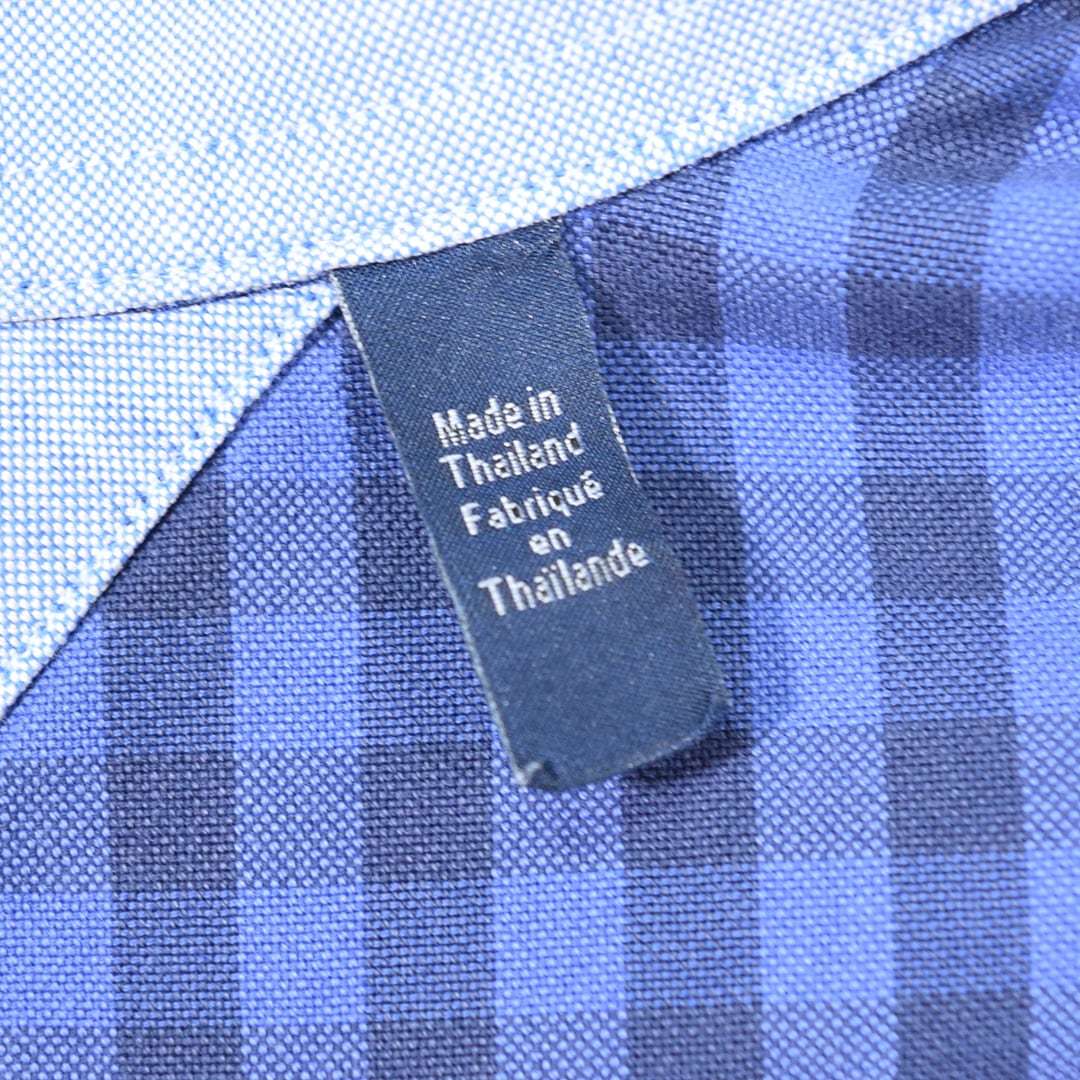 Made in
Thailand
Fabriqué
en
Thaïlande